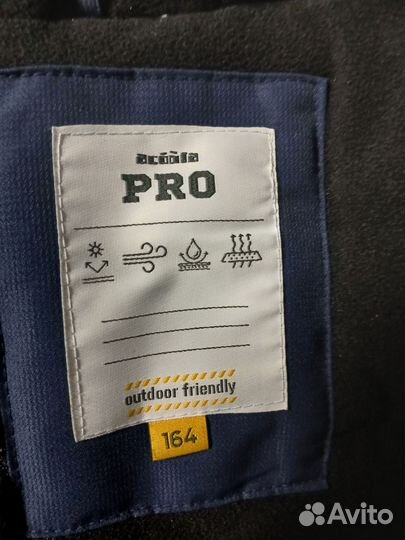 acoola
PRO
outdoor friendly
164
Avito